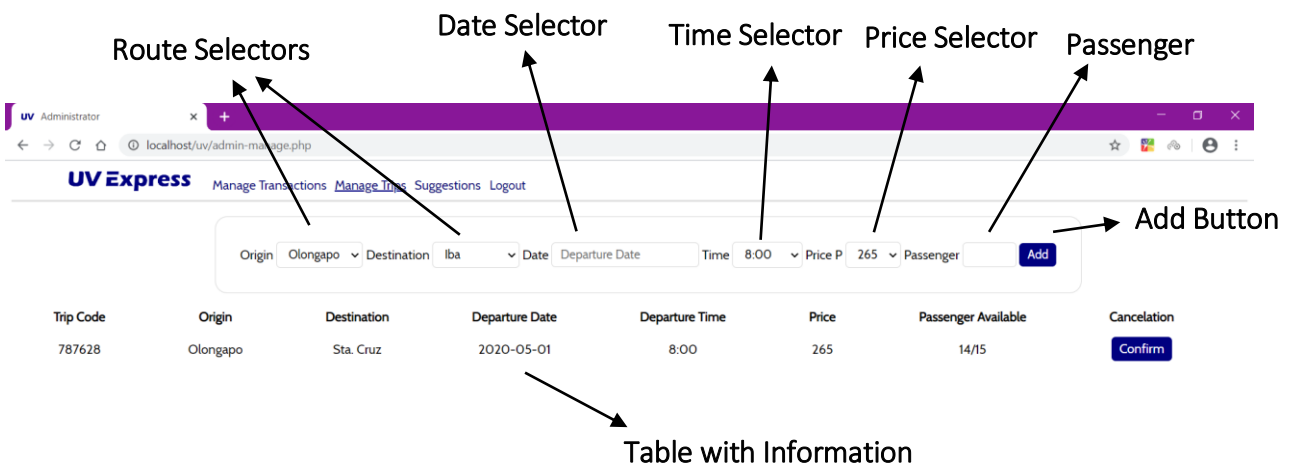 Date Selector
Time Selector Price Selector
Route Selectors
Passenger
UV Administrator
localhost/uv/admin-manage.php
UV Express Manage Transactions Manage Trips Suggestions Logout
Add Button
Origin Olongapo Destination Iba Date Departure Date Time 8:00 Price P 265 Passenger Add
Trip Code Origin Destination Departure Date Departure Time Price Passenger Available Cancelation
787628 Olongapo Sta. Cruz 2020-05-01 8:00 265 14/15 Confirm
Table with Information